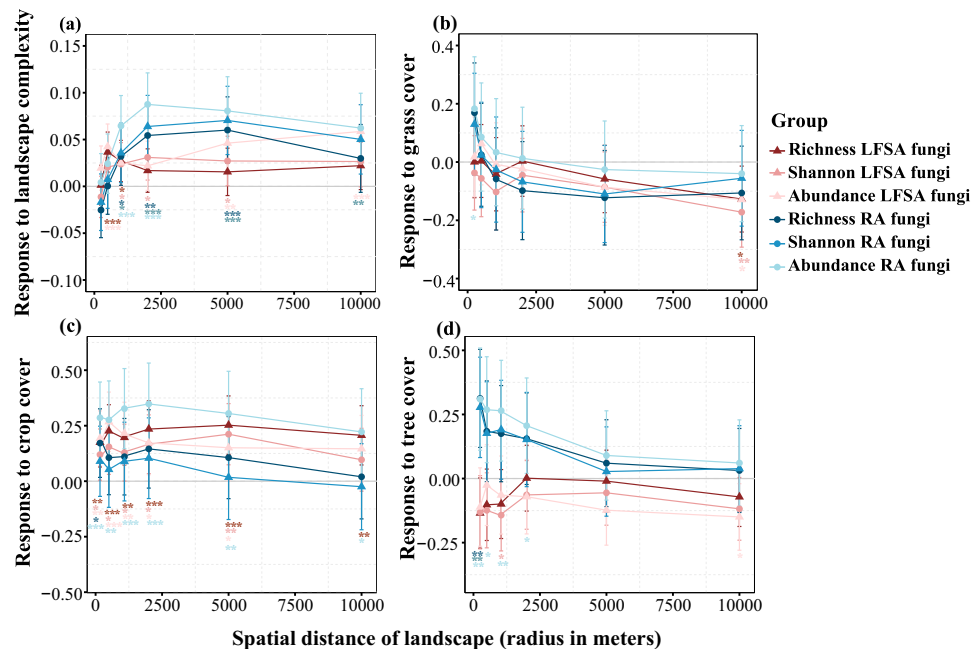 (a)
Response to landscape complexity
0.15
0.10
0.05
0.00
−0.05
−0.10
0
2500
5000
7500
10000
(b)
Response to grass cover
0.4
0.2
0.0
−0.2
−0.4
0
2500
5000
7500
10000
Group
Richness LFSA fungi
Shannon LFSA fungi
Abundance LFSA fungi
Richness RA fungi
Shannon RA fungi
Abundance RA fungi
(c)
Response to crop cover
0.50
0.25
0.00
−0.25
−0.50
0
2500
5000
7500
10000
(d)
Response to tree cover
0.50
0.25
0.00
−0.25
0
2500
5000
7500
10000
Spatial distance of landscape (radius in meters)